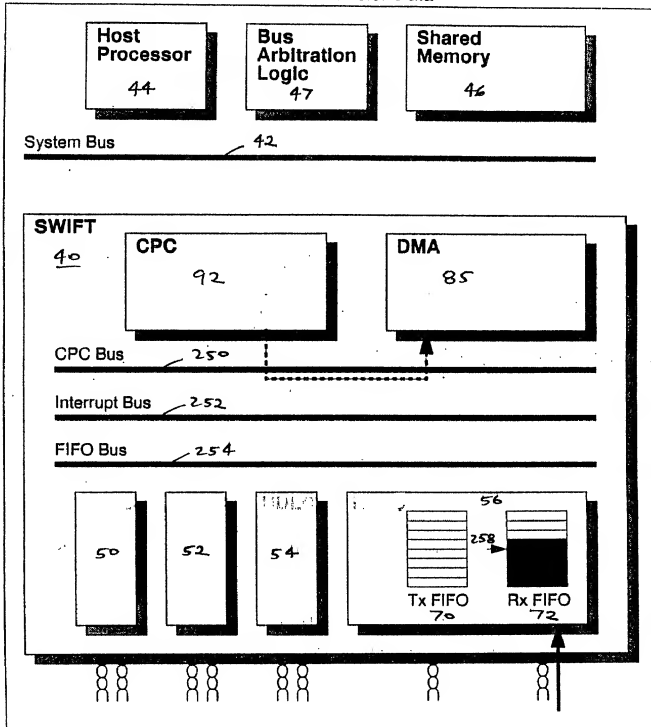 Host
Processor
44
Bus
Arbitration
Logic
47
Shared
Memory
46
System Bus
42
SWIFT
40
CPC
92
DMA
85
CPC Bus
250
Interrupt Bus
252
FIFO Bus
254
50
52
54
56
258
Tx FIFO
70
Rx FIFO
72